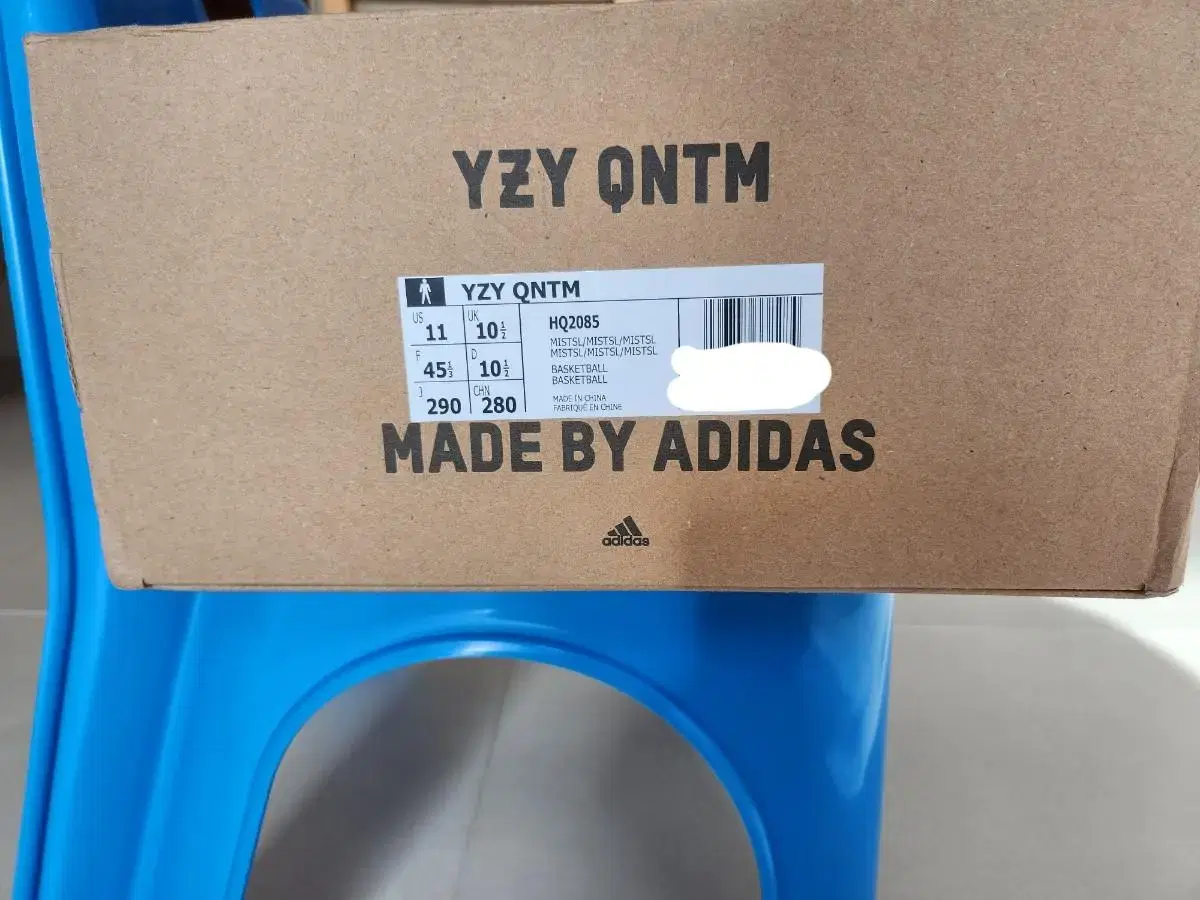 YZY QNTM
YZY QNTM
US 11 UK 10½
F 45⅓ D 10½
J 290 CHN 280
HQ2085
MISTSL/MISTSL/MISTSL
MISTSL/MISTSL/MISTSL
BASKETBALL
BASKETBALL
MADE IN CHINA
FABRIQUÉ EN CHINE
MADE BY ADIDAS
adidas